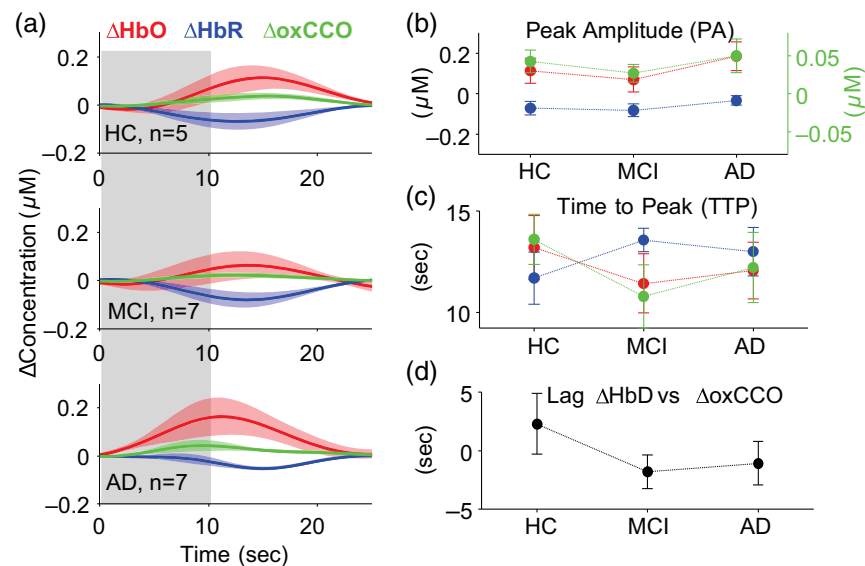 (a)
ΔHbO ΔHbR ΔoxCCO
0.2
0
−0.2
HC, n=5
0 10 20
0.2
0
−0.2
MCI, n=7
0 10 20
0.2
0
−0.2
AD, n=7
0 10 20
ΔConcentration (μM)
Time (sec)
(b)
Peak Amplitude (PA)
(μM)
0.2
0
−0.2
0.05
0
−0.05
(μM)
HC MCI AD
(c)
Time to Peak (TTP)
(sec)
15
10
HC MCI AD
(d)
Lag ΔHbD vs ΔoxCCO
(sec)
5
0
−5
HC MCI AD